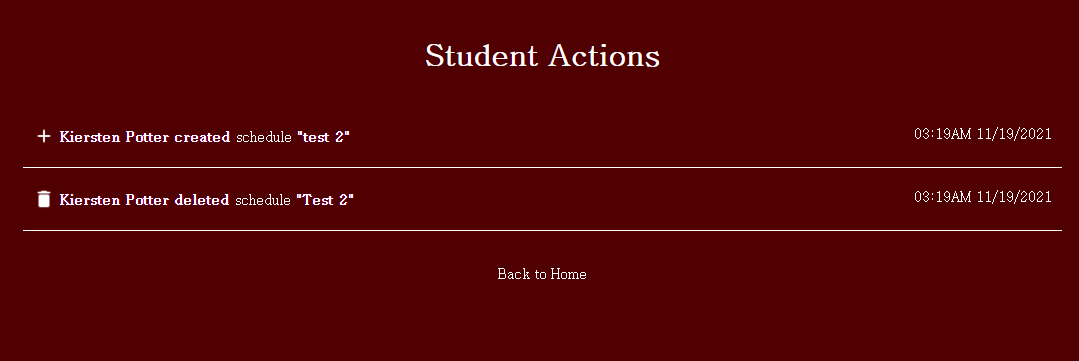 Student Actions
Kiersten Potter created schedule "test 2" 03:19AM 11/19/2021
Kiersten Potter deleted schedule "Test 2" 03:19AM 11/19/2021
Back to Home